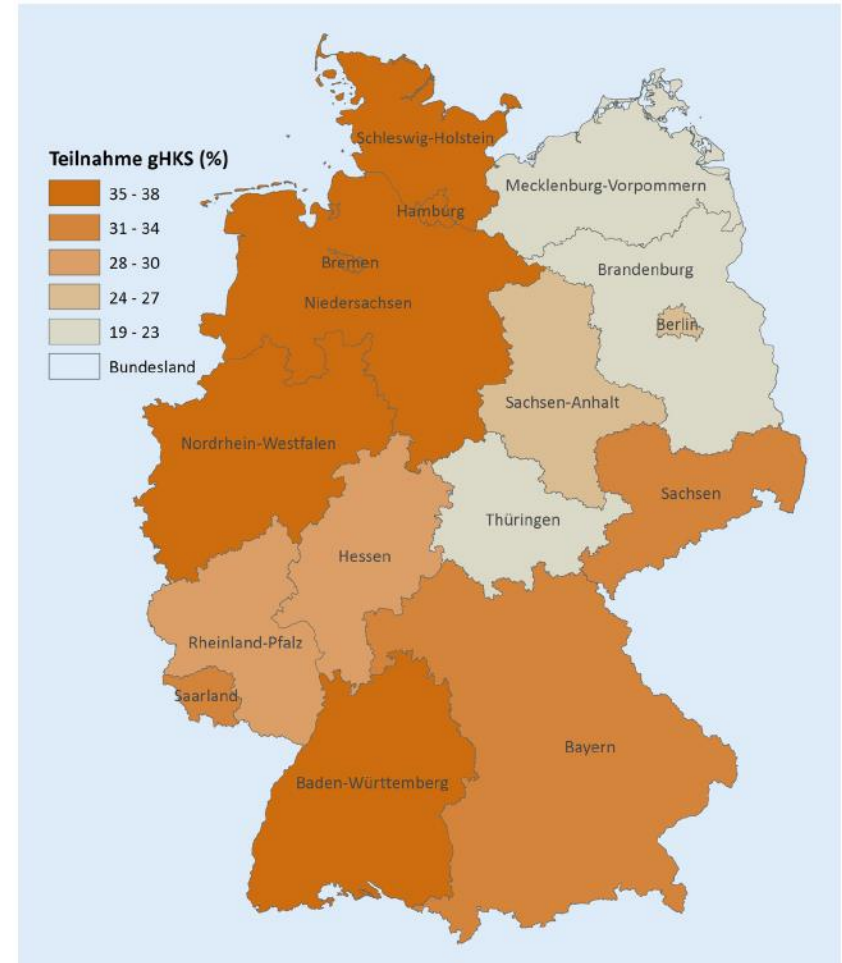 Teilnahme gHKS (%)
35 - 38
31 - 34
28 - 30
24 - 27
19 - 23
Bundesland
Schleswig-Holstein
Mecklenburg-Vorpommern
Hamburg
Bremen
Brandenburg
Niedersachsen
Berlin
Sachsen-Anhalt
Nordrhein-Westfalen
Sachsen
Thüringen
Hessen
Rheinland-Pfalz
Saarland
Bayern
Baden-Württemberg